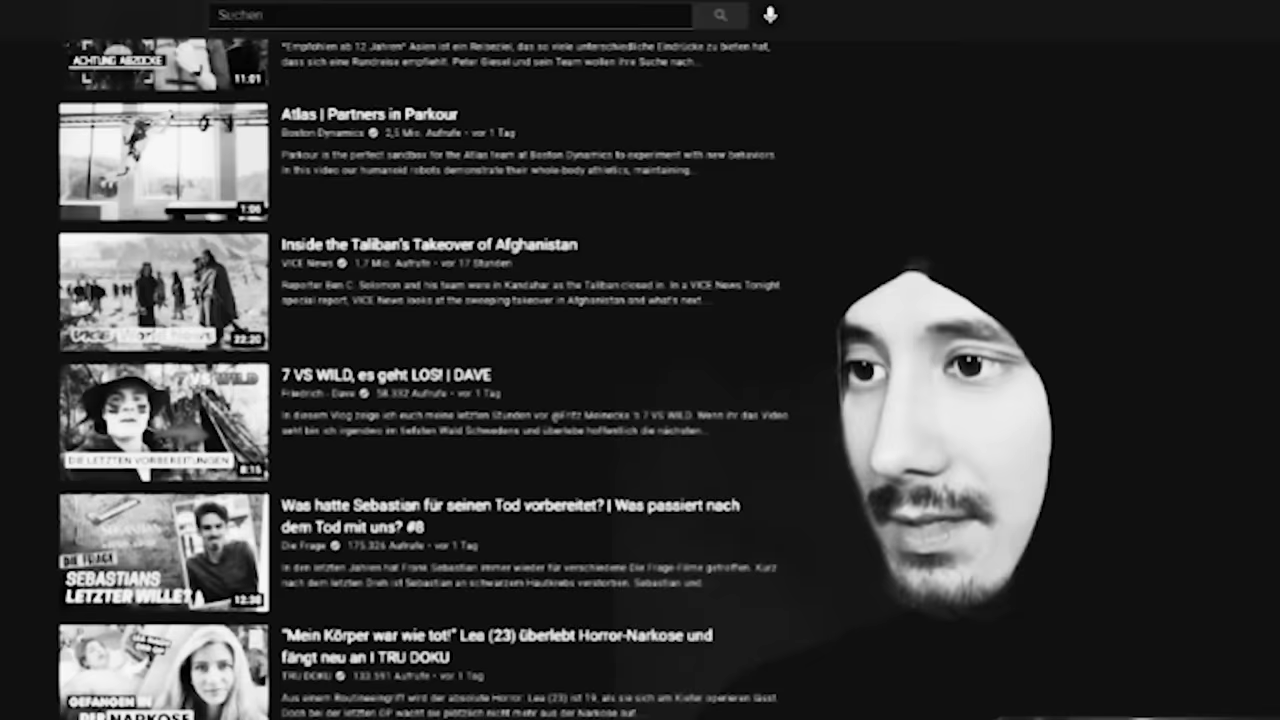 Suchen
ACHTUNG ABZOCKE
11:01
"Empfohlen ab 12 Jahren" Asien ist ein Reiseziel, das so viele unterschiedliche Eindrücke zu bieten hat,
dass sich eine Rundreise empfiehlt. Peter Giesel und sein Team wollen ihre Suche nach...
1:06
Atlas | Partners in Parkour
Boston Dynamics 2,5 Mio. Aufrufe • vor 1 Tag
Parkour is the perfect sandbox for the Atlas team at Boston Dynamics to experiment with new behaviors.
In this video our humanoid robots demonstrate their whole-body athletics, maintaining...
22:20
Inside the Taliban's Takeover of Afghanistan
VICE News 1,7 Mio. Aufrufe • vor 17 Stunden
Reporter Ben C. Solomon and his team were in Kandahar as the Taliban closed in. In a VICE News Tonight
special report, VICE News looks at the sweeping takeover in Afghanistan and what's next...
7 VS WILD
DIE LETZTEN VORBEREITUNGEN
8:15
7 VS WILD, es geht LOS! | DAVE
Friedrich - Dave 58.332 Aufrufe • vor 1 Tag
In diesem Vlog zeige ich euch meine letzten Stunden vor @Fritz Meinecke 's 7 VS WILD. Wenn ihr das Video
seht bin ich irgendwo im tiefsten Wald Schwedens und überlebe hoffentlich die nächsten...
DIE FRAGE
SEBASTIANS
LETZTER WILLE?
12:38
Was hatte Sebastian für seinen Tod vorbereitet? | Was passiert nach
dem Tod mit uns? #8
Die Frage 175.326 Aufrufe • vor 1 Tag
In den letzten Jahren hat Frank Sebastian immer wieder für verschiedene Die Frage-Filme getroffen. Kurz
nach dem letzten Dreh ist Sebastian an schwarzem Hautkrebs verstorben. Sebastian und
GEFANGEN IN
DER NARKOSE
"Mein Körper war wie tot!" Lea (23) überlebt Horror-Narkose und
fängt neu an I TRU DOKU
TRU DOKU 133.591 Aufrufe • vor 1 Tag
Aus einem Routineeingriff wird der absolute Horror: Lea (23) ist 19, als sie sich am Kiefer operieren lässt.
Doch bei der letzten OP wacht sie plötzlich nicht mehr aus der Narkose auf.